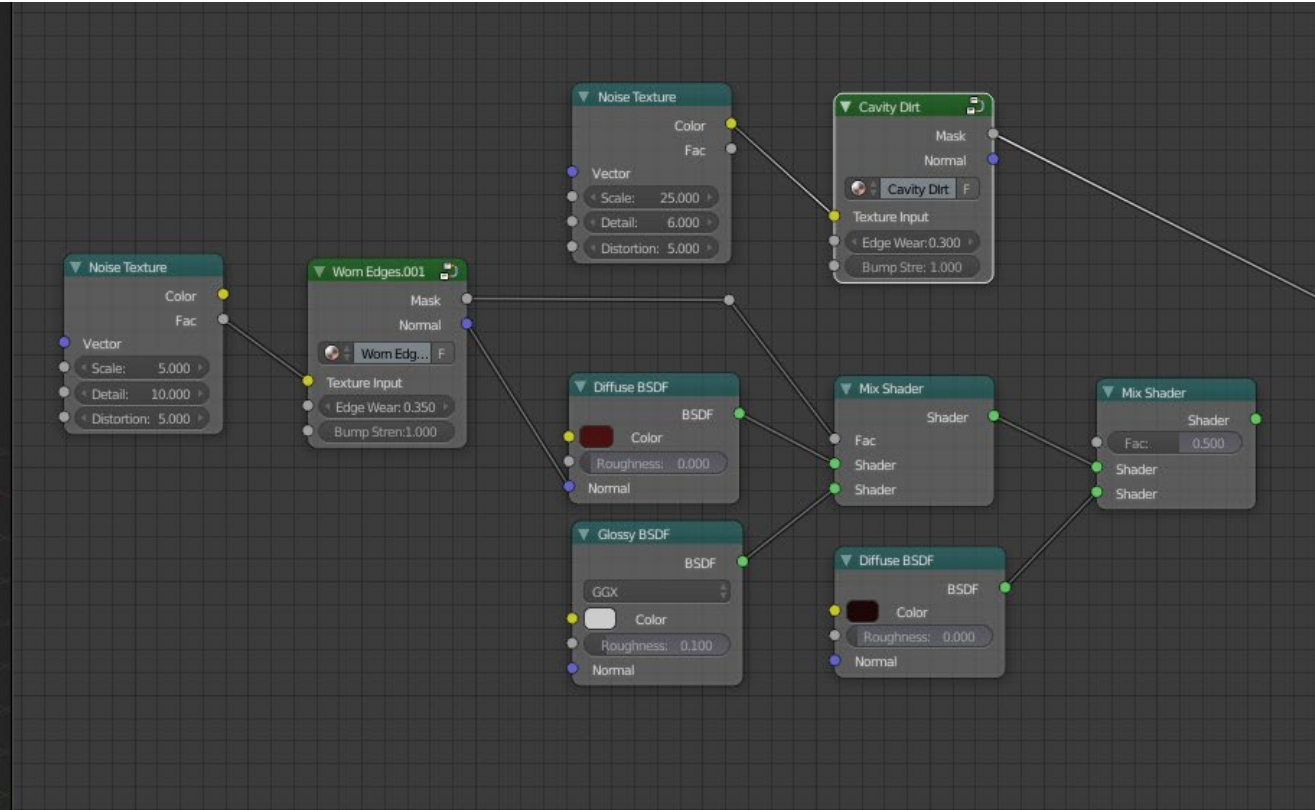 Noise Texture
Color
Fac
Vector
Scale: 25.000
Detail: 6.000
Distortion: 5.000
Cavity DIrt
Mask
Normal
Cavity DIrt F
Texture Input
Edge Wear: 0.300
Bump Stre: 1.000
Noise Texture
Color
Fac
Vector
Scale: 5.000
Detail: 10.000
Distortion: 5.000
Worn Edges.001
Mask
Normal
Worn Edg... F
Texture Input
Edge Wear: 0.350
Bump Stren:1.000
Diffuse BSDF
BSDF
Color
Roughness: 0.000
Normal
Mix Shader
Shader
Fac
Shader
Shader
Mix Shader
Shader
Fac: 0.500
Shader
Shader
Glossy BSDF
BSDF
GGX
Color
Roughness: 0.100
Normal
Diffuse BSDF
BSDF
Color
Roughness: 0.000
Normal